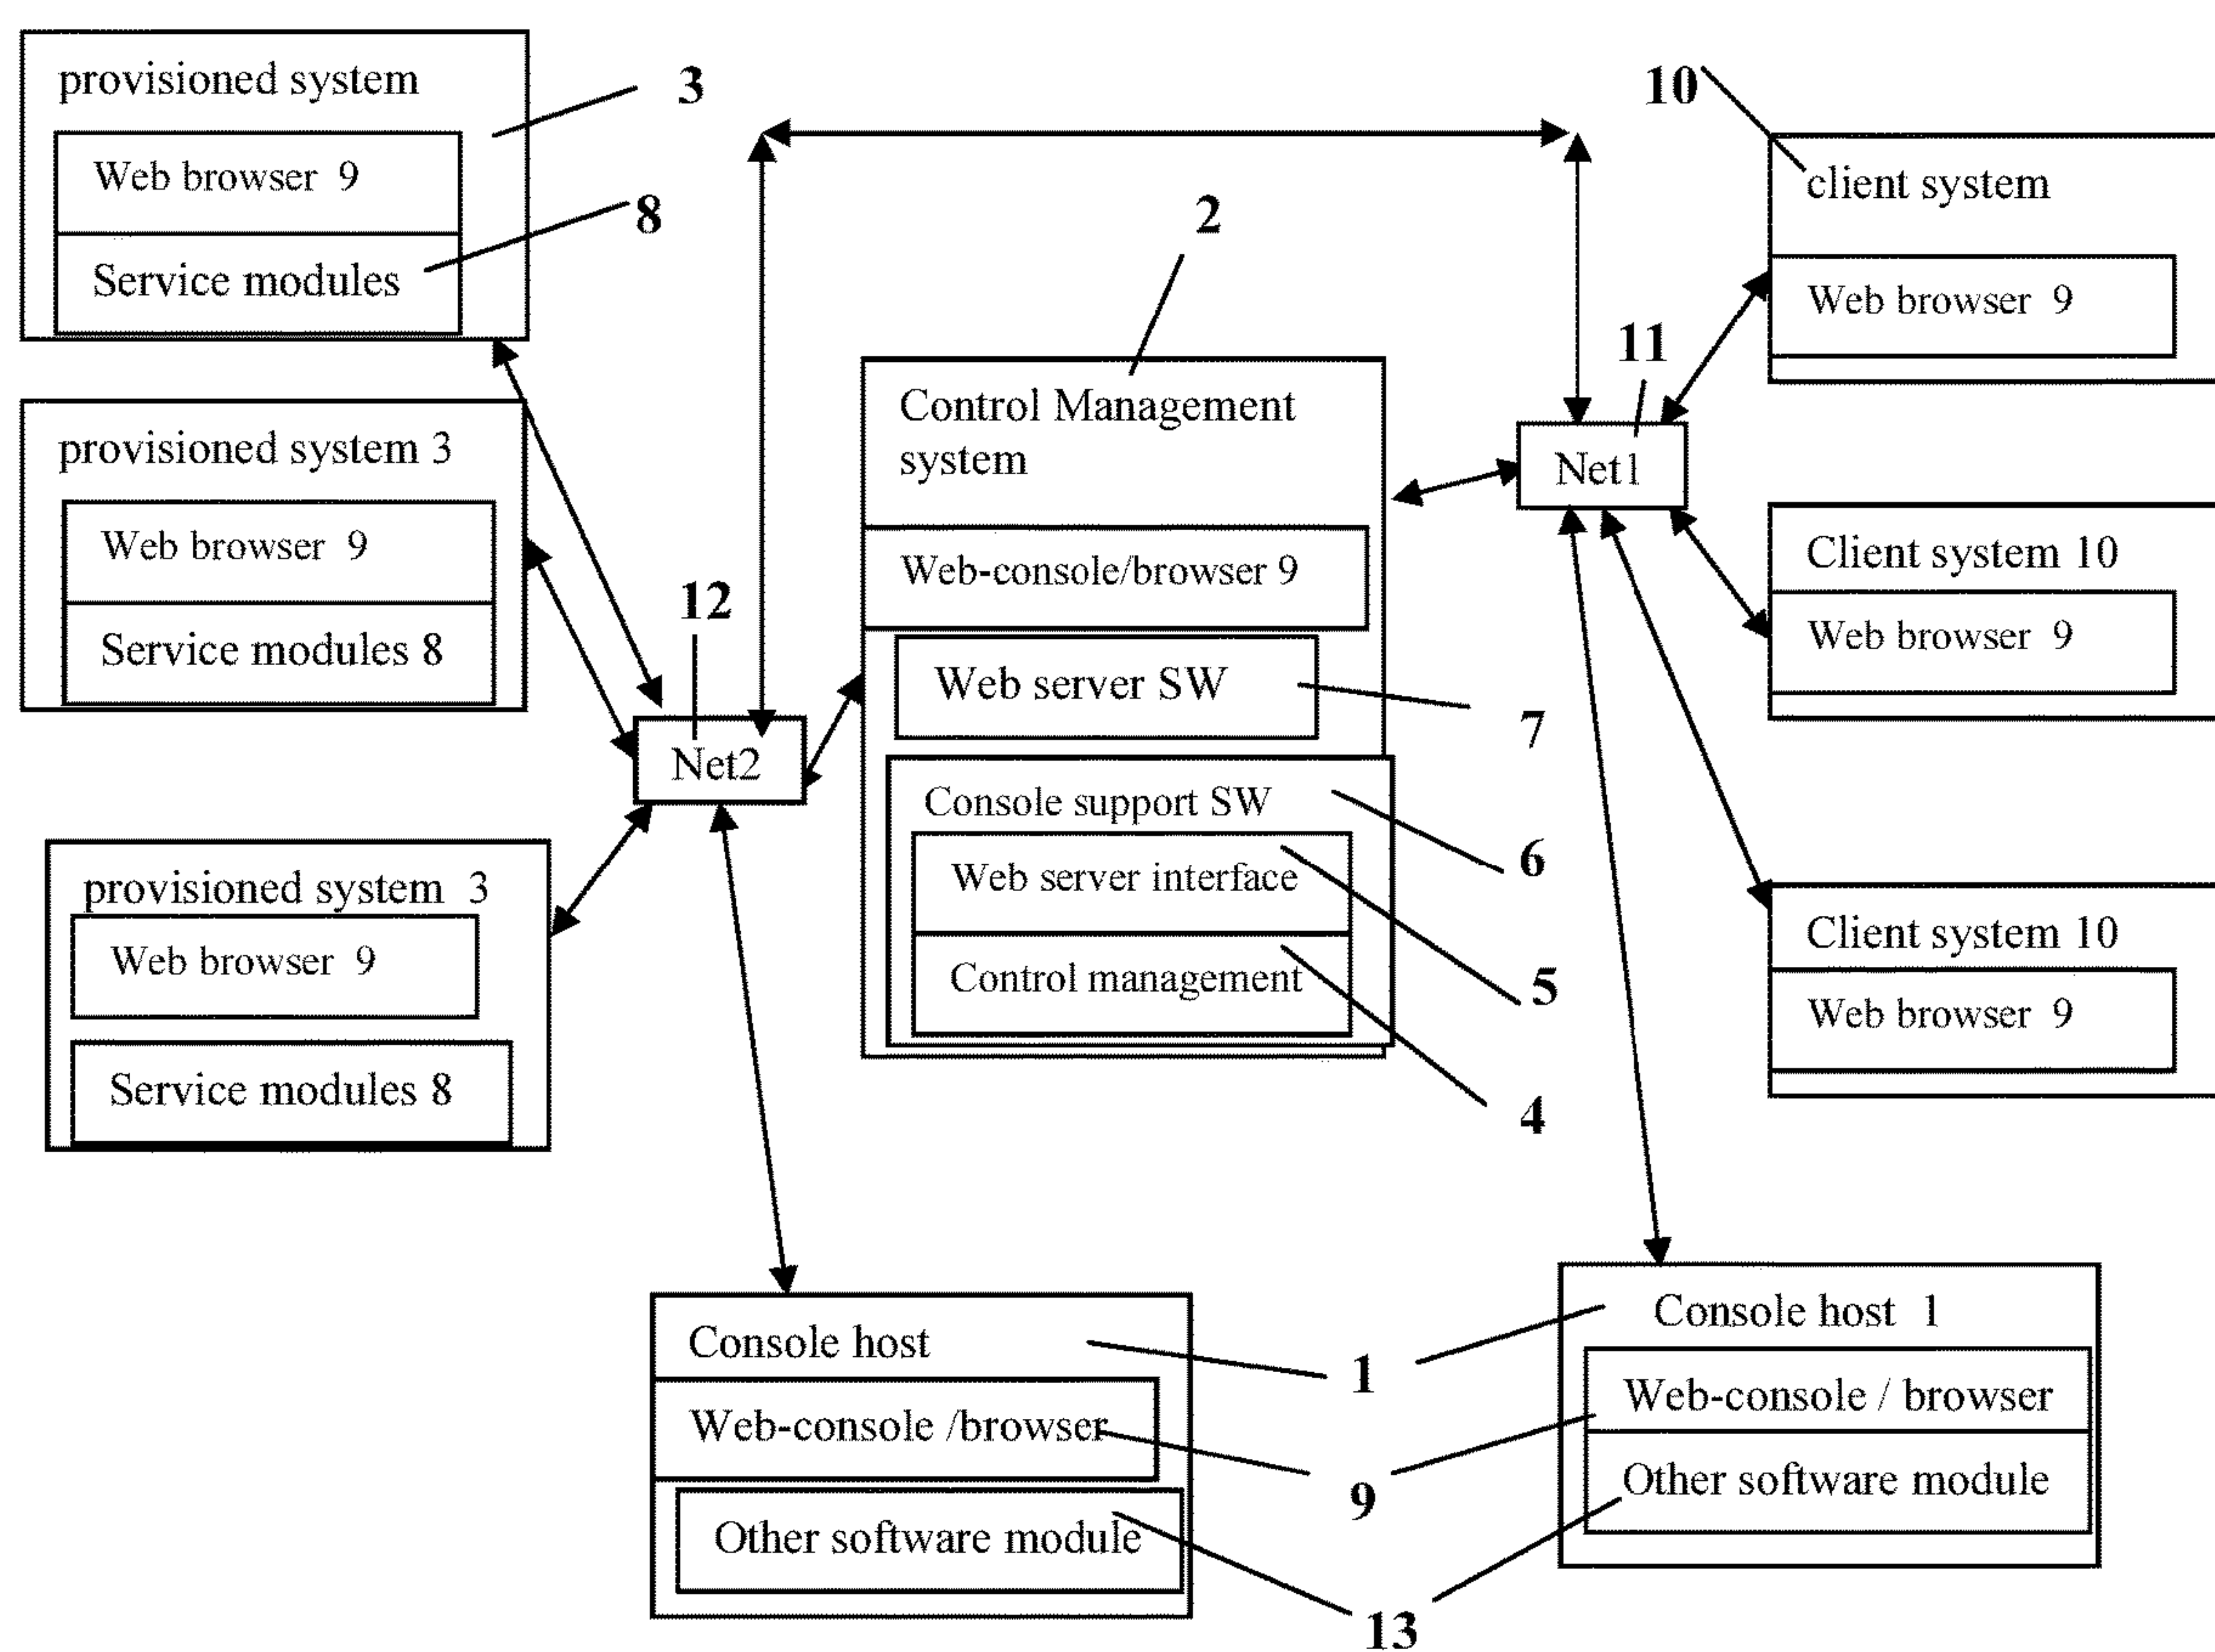 provisioned system
3
Web browser 9
8
Service modules
provisioned system 3
Web browser 9
Service modules 8
provisioned system 3
Web browser 9
Service modules 8
12
Net2
2
Control Management
system
Web-console/browser 9
Web server SW
7
Console support SW
6
Web server interface
5
Control management
4
11
Net1
10
client system
Web browser 9
Client system 10
Web browser 9
Client system 10
Web browser 9
Console host
1
Web-console /browser
9
Other software module
13
Console host 1
Web-console / browser
Other software module